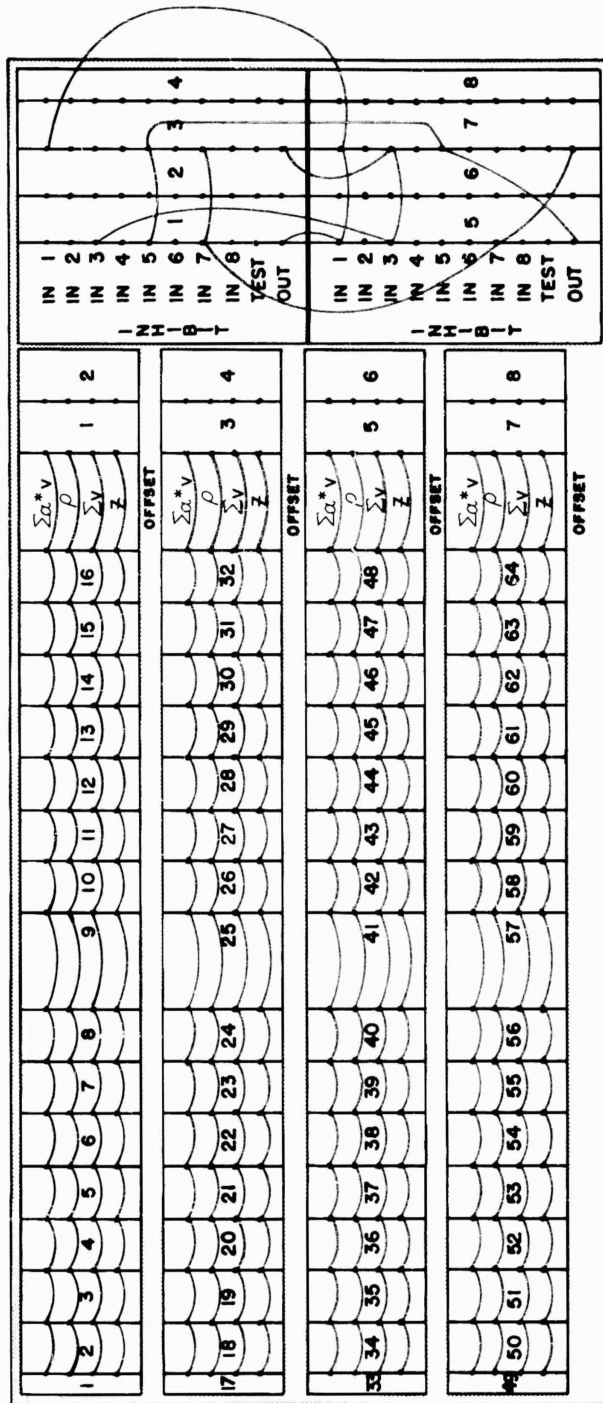 1 2 3 4 5 6 7 8 9 10 11 12 13 14 15 16
Σa*v
ρ
Σv
Z
1 2
OFFSET
17 18 19 20 21 22 23 24 25 26 27 28 29 30 31 32
Σa*v
ρ
Σv
Z
3 4
OFFSET
33 34 35 36 37 38 39 40 41 42 43 44 45 46 47 48
Σa*v
ρ
Σv
Z
5 6
OFFSET
49 50 51 52 53 54 55 56 57 58 59 60 61 62 63 64
Σa*v
ρ
Σv
Z
7 8
OFFSET
INHIBIT
IN 1
IN 2
IN 3
IN 4
IN 5
IN 6
IN 7
IN 8
TEST
OUT
1 2 3 4
INHIBIT
IN 1
IN 2
IN 3
IN 4
IN 5
IN 6
IN 7
IN 8
TEST
OUT
5 6 7 8